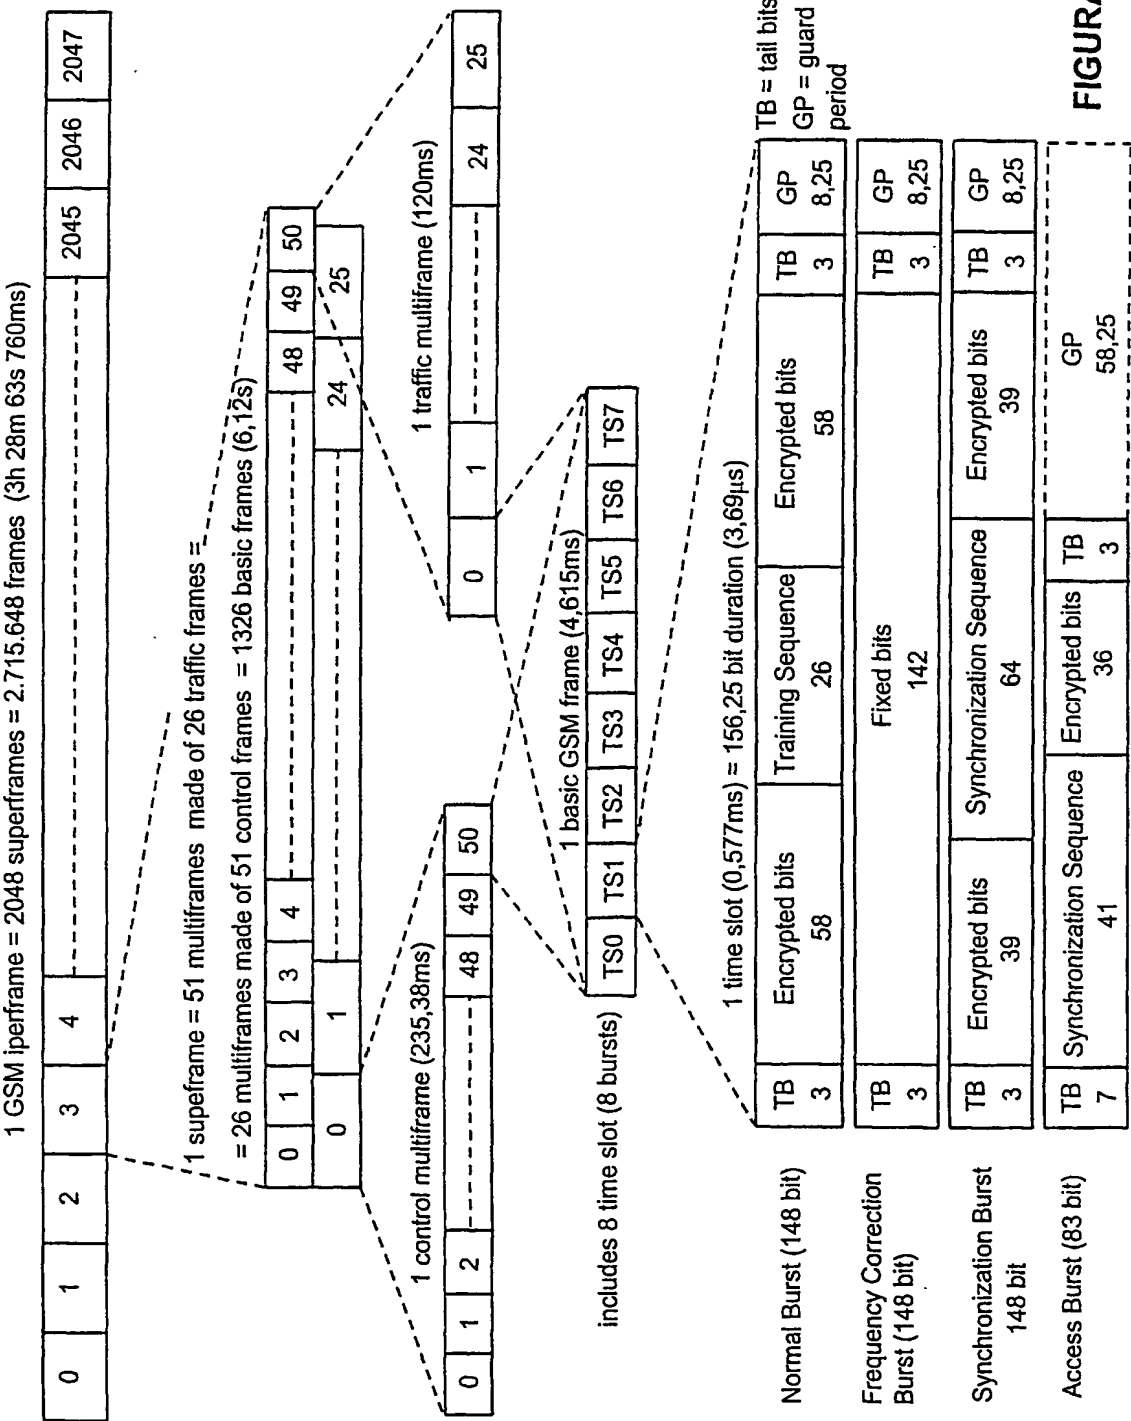 1 GSM iperframe = 2048 superframes = 2.715.648 frames (3h 28m 63s 760ms)
0 1 2 3 4 2045 2046 2047
1 supeframe = 51 multiframes made of 26 traffic frames =
= 26 multiframes made of 51 control frames = 1326 basic frames (6,12s)
0 1 2 3 4 48 49 50
0 1 24 25
1 control multiframe (235,38ms)
0 1 2 48 49 50
1 traffic multiframe (120ms)
0 1 24 25
1 basic GSM frame (4,615ms)
TS0 TS1 TS2 TS3 TS4 TS5 TS6 TS7
includes 8 time slot (8 bursts)
1 time slot (0,577ms) = 156,25 bit duration (3,69µs)
TB = tail bits
GP = guard
period
Normal Burst (148 bit)
TB Encrypted bits Training Sequence Encrypted bits TB GP
3 58 26 58 3 8,25
Frequency Correction
Burst (148 bit)
TB Fixed bits TB GP
3 142 3 8,25
Synchronization Burst
148 bit
TB Encrypted bits Synchronization Sequence Encrypted bits TB GP
3 39 64 39 3 8,25
Access Burst (83 bit)
TB Synchronization Sequence Encrypted bits TB GP
7 41 36 3 58,25
FIGURA